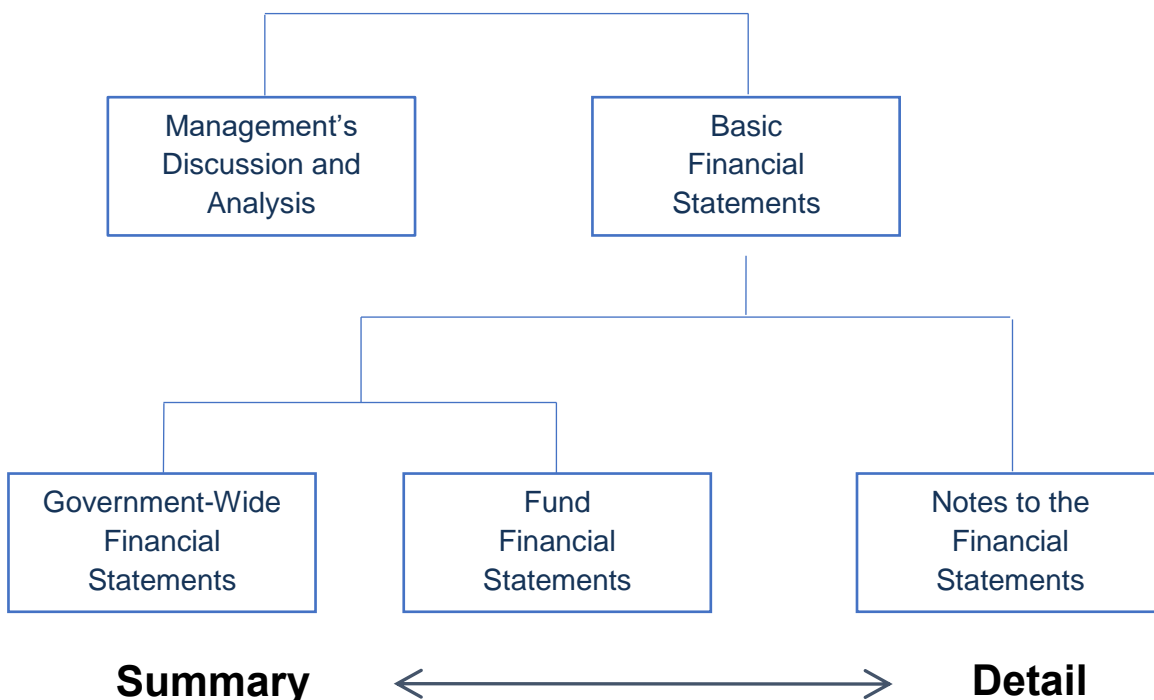 Management’s
Discussion and
Analysis
Basic
Financial
Statements
Government-Wide
Financial
Statements
Fund
Financial
Statements
Notes to the
Financial
Statements
Summary
Detail